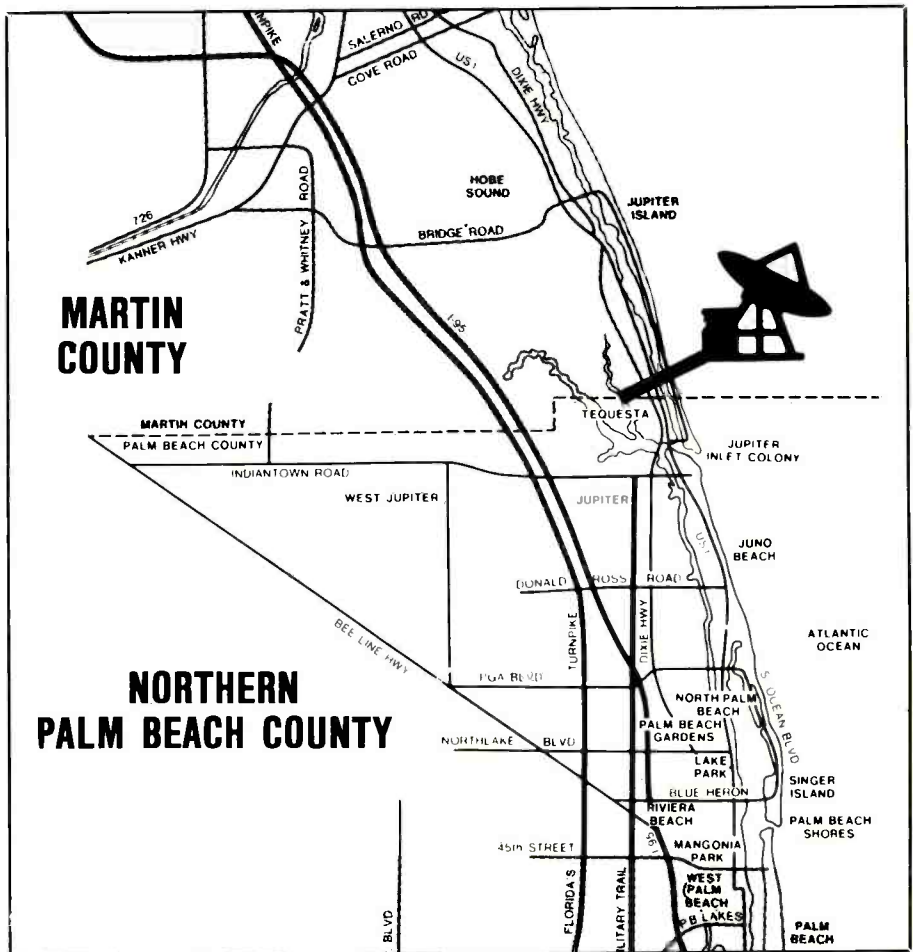 MPIKE
SALERNO RD
COVE ROAD
US 1
DIXIE HWY
HOBE
SOUND
JUPITER
ISLAND
PRATT & WHITNEY ROAD
726
KANNER HWY
BRIDGE ROAD
MARTIN
COUNTY
I-95
TEQUESTA
MARTIN COUNTY
PALM BEACH COUNTY
JUPITER
INLET COLONY
INDIANTOWN ROAD
WEST JUPITER
JUPITER
US 1
JUNO
BEACH
DONALD ROSS ROAD
TURNPIKE
DIXIE HWY
BEE LINE HWY
ATLANTIC
OCEAN
NORTHERN
PALM BEACH COUNTY
PGA BLVD
S. OCEAN BLVD
NORTH PALM
BEACH
PALM BEACH
GARDENS
NORTHLAKE BLVD
LAKE
PARK
BLUE HERON
SINGER
ISLAND
RIVIERA
BEACH
PALM BEACH
SHORES
I-95
45th STREET
MANGONIA
PARK
WEST
PALM
BEACH
FLORIDA'S
LITARY TRAIL
BLVD
PB LAKES
PALM
BEACH